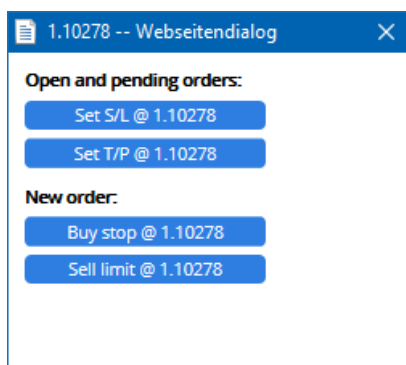 1.10278 -- Webseitendialog
Open and pending orders:
Set S/L @ 1.10278
Set T/P @ 1.10278
New order:
Buy stop @ 1.10278
Sell limit @ 1.10278